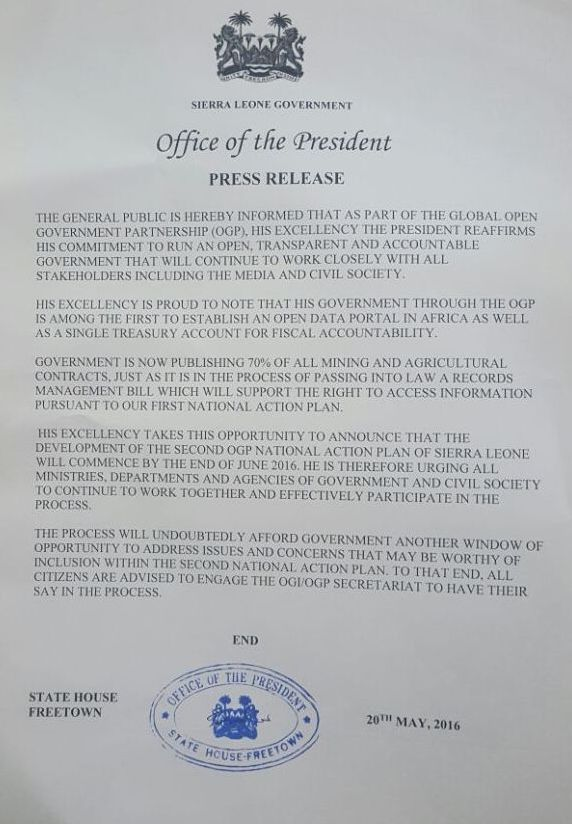 SIERRA LEONE GOVERNMENT
Office of the President
PRESS RELEASE
THE GENERAL PUBLIC IS HEREBY INFORMED THAT AS PART OF THE GLOBAL OPEN
GOVERNMENT PARTNERSHIP (OGP), HIS EXCELLENCY THE PRESIDENT REAFFIRMS
HIS COMMITMENT TO RUN AN OPEN, TRANSPARENT AND ACCOUNTABLE
GOVERNMENT THAT WILL CONTINUE TO WORK CLOSELY WITH ALL
STAKEHOLDERS INCLUDING THE MEDIA AND CIVIL SOCIETY.
HIS EXCELLENCY IS PROUD TO NOTE THAT HIS GOVERNMENT THROUGH THE OGP
IS AMONG THE FIRST TO ESTABLISH AN OPEN DATA PORTAL IN AFRICA AS WELL
AS A SINGLE TREASURY ACCOUNT FOR FISCAL ACCOUNTABILITY.
GOVERNMENT IS NOW PUBLISHING 70% OF ALL MINING AND AGRICULTURAL
CONTRACTS, JUST AS IT IS IN THE PROCESS OF PASSING INTO LAW A RECORDS
MANAGEMENT BILL WHICH WILL SUPPORT THE RIGHT TO ACCESS INFORMATION
PURSUANT TO OUR FIRST NATIONAL ACTION PLAN.
HIS EXCELLENCY TAKES THIS OPPORTUNITY TO ANNOUNCE THAT THE
DEVELOPMENT OF THE SECOND OGP NATIONAL ACTION PLAN OF SIERRA LEONE
WILL COMMENCE BY THE END OF JUNE 2016. HE IS THEREFORE URGING ALL
MINISTRIES, DEPARTMENTS AND AGENCIES OF GOVERNMENT AND CIVIL SOCIETY
TO CONTINUE TO WORK TOGETHER AND EFFECTIVELY PARTICIPATE IN THE
PROCESS.
THE PROCESS WILL UNDOUBTEDLY AFFORD GOVERNMENT ANOTHER WINDOW OF
OPPORTUNITY TO ADDRESS ISSUES AND CONCERNS THAT MAY BE WORTHY OF
INCLUSION WITHIN THE SECOND NATIONAL ACTION PLAN. TO THAT END, ALL
CITIZENS ARE ADVISED TO ENGAGE THE OGI/OGP SECRETARIAT TO HAVE THEIR
SAY IN THE PROCESS.
END
STATE HOUSE
FREETOWN
OFFICE OF THE PRESIDENT
STATE HOUSE-FREETOWN
20TH MAY, 2016